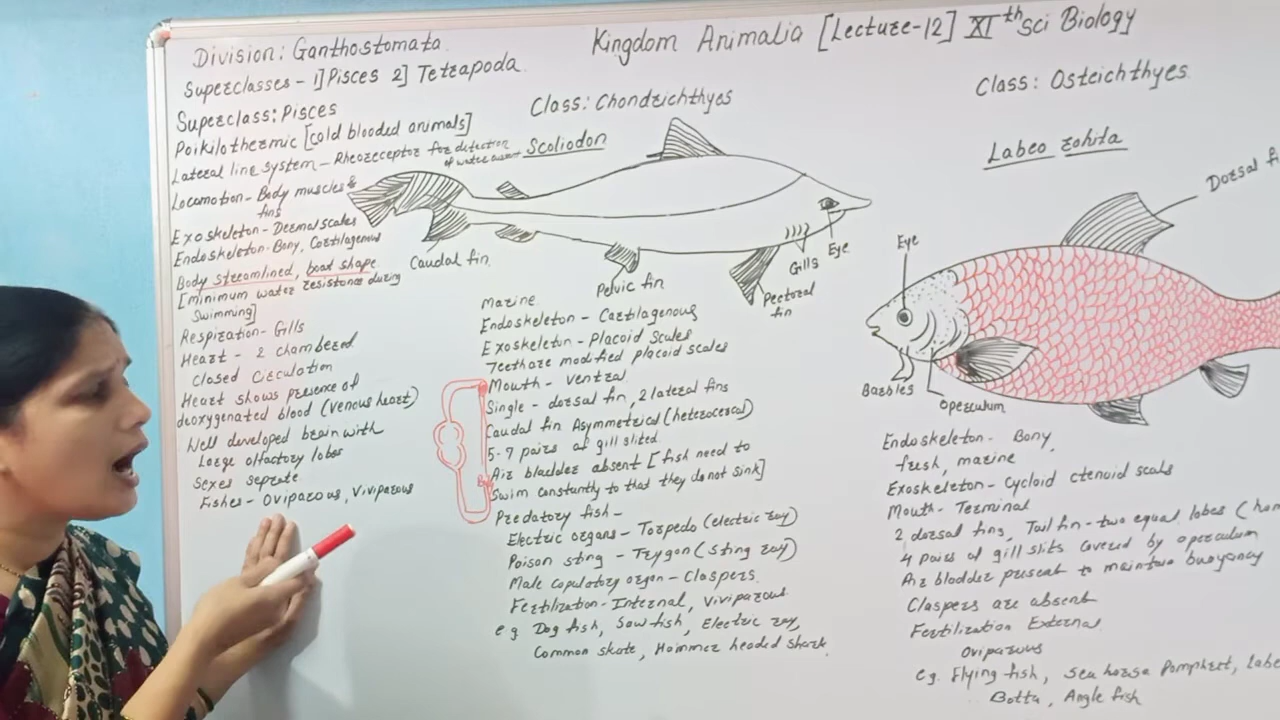 Kingdom Animalia [Lecture-12] XIth Sci Biology
Division: Ganthostomata
Superclasses - 1] Pisces 2] Tetrapoda
Superclass: Pisces
Poikilothermic [cold blooded animals]
Lateral line system - Rheoreceptor for detection
of water current
Locomotion - Body muscles &
fins
Exoskeleton - Dermal scales
Endoskeleton - Bony, Cartilagenous
Body streamlined, boat shape
[minimum water resistance during
swimming]
Respiration - Gills
Heart - 2 chambered
Closed Circulation
Heart shows presence of
deoxygenated blood (venous heart)
Well developed brain with
Large olfactory lobes
Sexes seprate
Fishes - Oviparous, Viviparous
Class: Chondrichthyes
Scoliodon
Caudal fin
Pelvic fin
Gills
Eye
Pectoral
fin
Marine
Endoskeleton - Cartilagenous
Exoskeleton - Placoid Scales
Teeth are modified placoid scales
Mouth - Ventral
Single - dorsal fin, 2 lateral fins
Caudal fin Asymmetrical (heterocercal)
5-7 pairs of gill slited
Air bladder absent [fish need to
Swim constantly to that they do not sink]
Predatory fish -
Electric organs - Torpedo (electric ray)
Poison sting - Trygon (Sting ray)
Male copulatory organ - Claspers
Fertilization - Internal, Viviparous
e.g Dog fish, Saw fish, Electric ray,
Common skate, Hammer headed shark
Class: Osteichthyes
Labeo rohita
Dorsal fi
Eye
Barbles
Operculum
Endoskeleton - Bony
fresh, marine
Exoskeleton - Cycloid ctenoid scals
Mouth - Terminal
2 dorsal fins, Tail fin - two equal lobes (hom
4 pairs of gill slits covered by operculum
Air bladder present to maintain buoyancy
Claspers are absent
Fertilization External
Oviparous
e.g. Flying fish, sea horse Pomphret, Labe
Botta, Angle fish